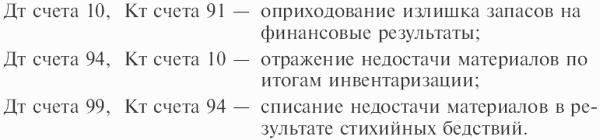 Дт счета 10, Кт счета 91 — оприходование излишка запасов на
финансовые результаты;
Дт счета 94, Кт счета 10 — отражение недостачи материалов по
итогам инвентаризации;
Дт счета 99, Кт счета 94 — списание недостачи материалов в ре-
зультате стихийных бедствий.